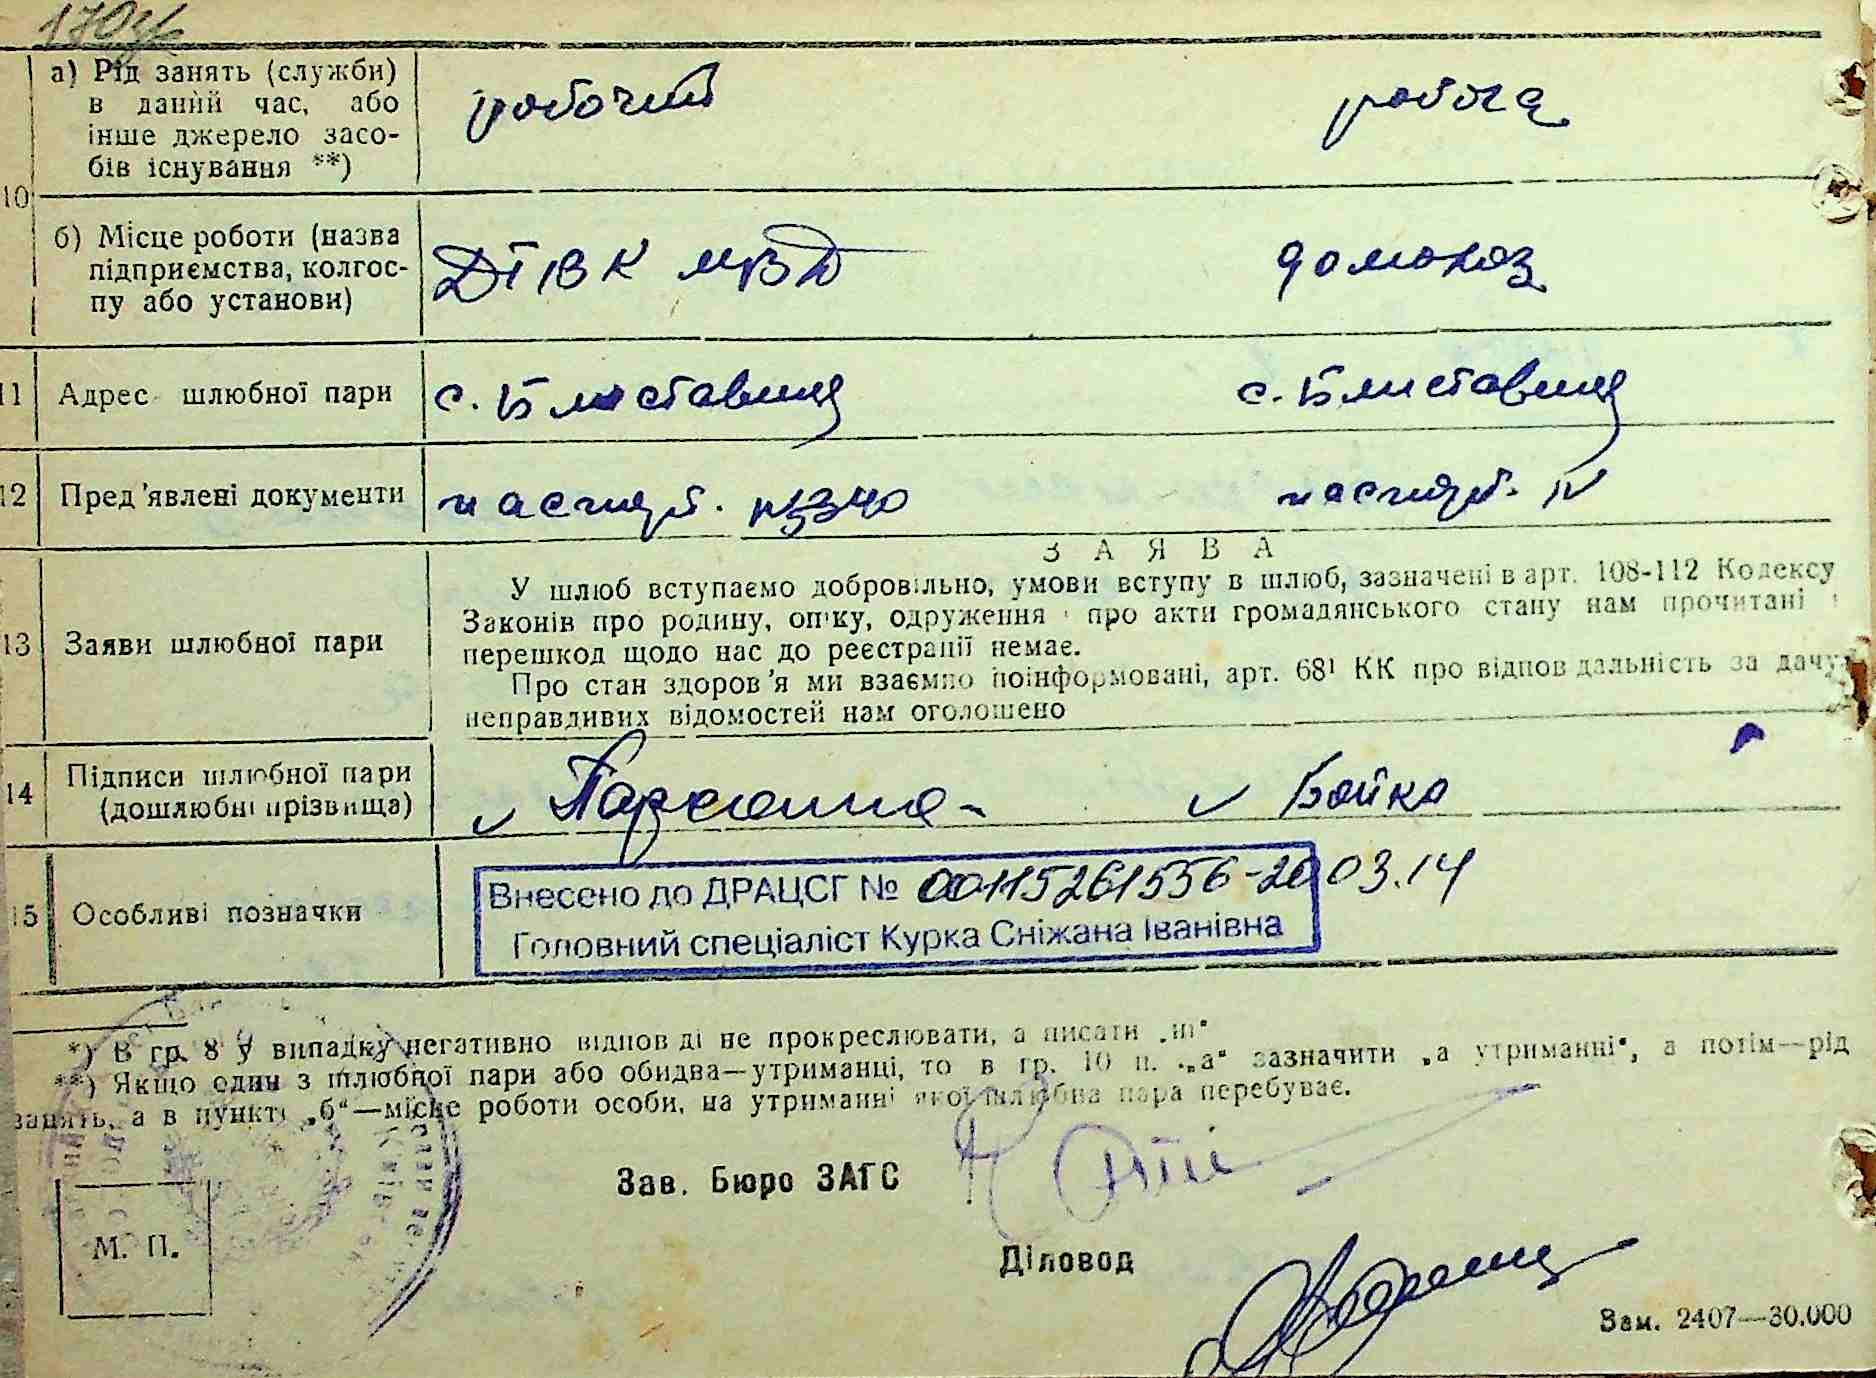 170
а) Рід занять (служби) в даний час, або інше джерело засобів існування **)
робочий
10
б) Місце роботи (назва підприємства, колгоспу або установи)
МВД
11 Адрес шлюбної пари с. Блиставиця с. Блиставиця
12 Пред'явлені документи паспорт. паспорт. IV
З А Я В А
У шлюб вступаємо добровільно, умови вступу в шлюб, зазначені в арт. 108-112 Кодексу
Законів про родину, опіку, одруження і про акти громадянського стану нам прочитані і
перешкод щодо нас до реєстрації немає.
13 Заяви шлюбної пари
Про стан здоров'я ми взаємно поінформовані, арт. 68¹ КК про відповідальність за дачу
неправдивих відомостей нам оголошено
14 Підписи шлюбної пари (дошлюбні прізвища) Бойко
15 Особливі позначки
Внесено до ДРАЦСГ № 00115261556-20 03.14
Головний спеціаліст Курка Сніжана Іванівна
*) В гр. 8 у випадку негативно відповіді не прокреслювати, а писати „ні“
**) Якщо один з шлюбної пари або обидва—утриманці, то в гр. 10 п. „а“ зазначити „а утриманні“, а потім—рід
занять, а в пункті „б“—місце роботи особи, на утриманні якої шлюбна пара перебуває.
Зав. Бюро ЗАГС
М. П.
Діловод
Зам. 2407—30.000